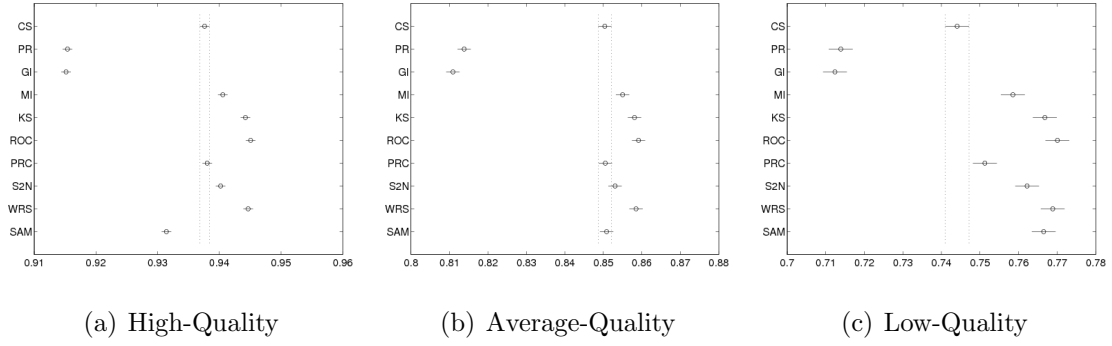 CS
PR
GI
MI
KS
ROC
PRC
S2N
WRS
SAM
0.91 0.92 0.93 0.94 0.95 0.96
(a) High-Quality
CS
PR
GI
MI
KS
ROC
PRC
S2N
WRS
SAM
0.8 0.81 0.82 0.83 0.84 0.85 0.86 0.87 0.88
(b) Average-Quality
CS
PR
GI
MI
KS
ROC
PRC
S2N
WRS
SAM
0.7 0.71 0.72 0.73 0.74 0.75 0.76 0.77 0.78
(c) Low-Quality